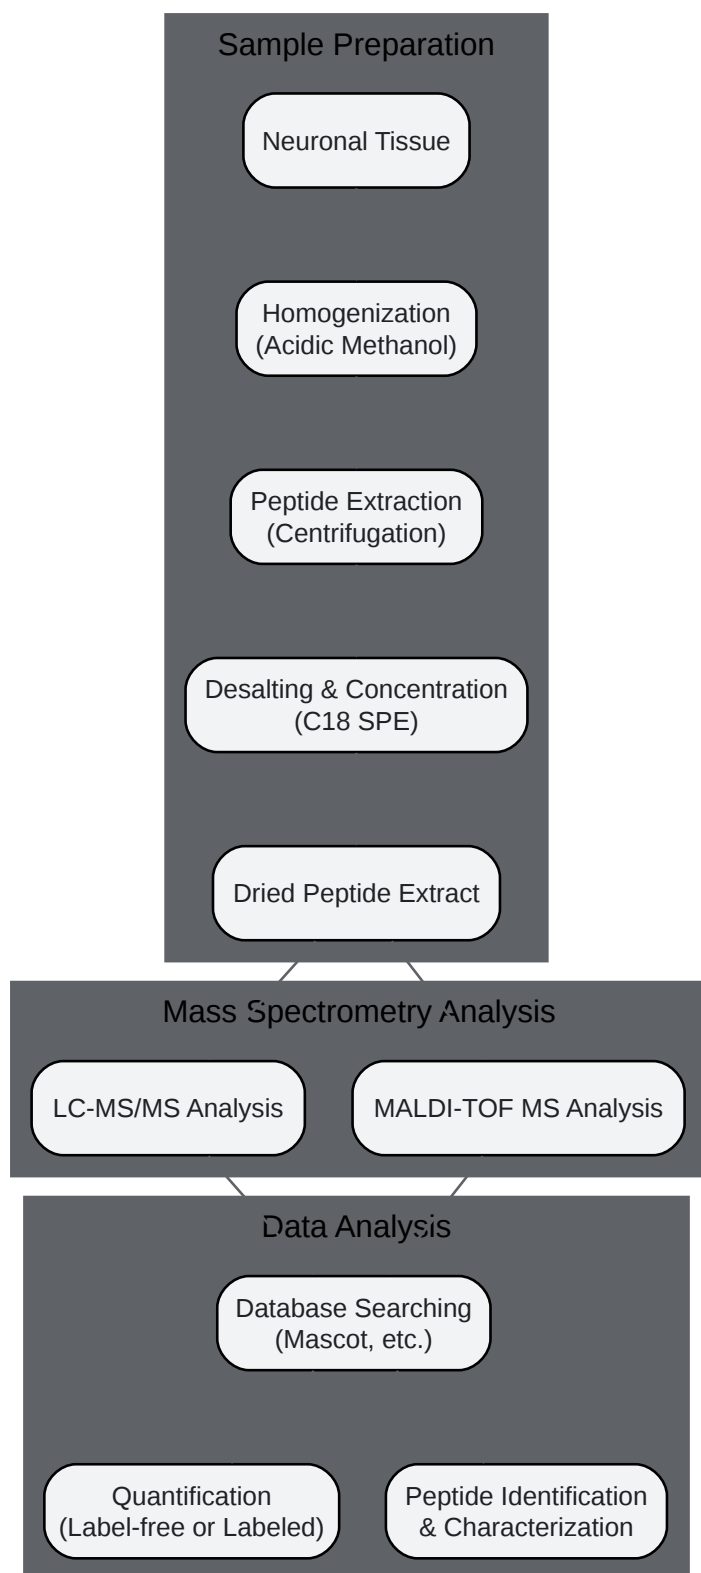 Sample Preparation
Neuronal Tissue
Homogenization
(Acidic Methanol)
Peptide Extraction
(Centrifugation)
Desalting & Concentration
(C18 SPE)
Dried Peptide Extract
Mass Spectrometry Analysis
LC-MS/MS Analysis
MALDI-TOF MS Analysis
Data Analysis
Database Searching
(Mascot, etc.)
Quantification
(Label-free or Labeled)
Peptide Identification
& Characterization